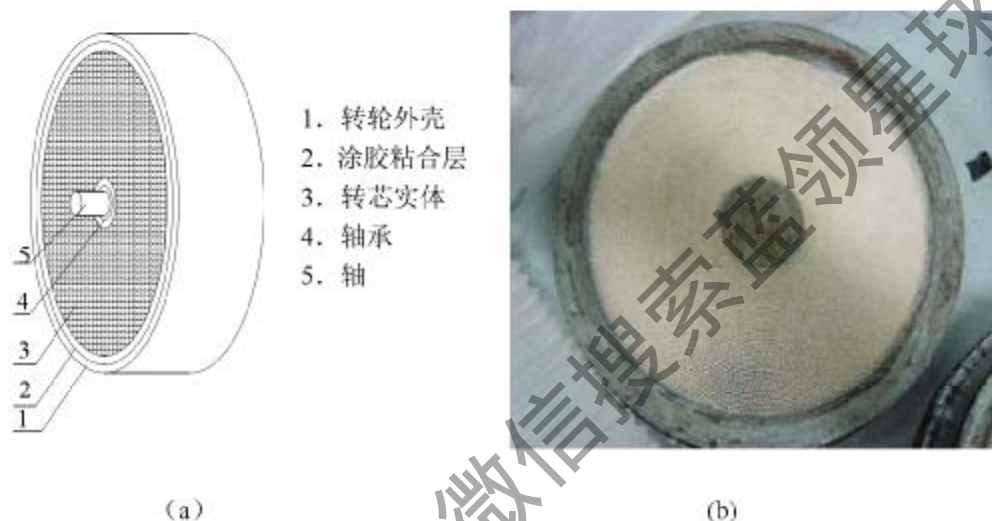 1. 转轮外壳
2. 涂胶粘合层
3. 转芯实体
4. 轴承
5. 轴
5
4
3
2
1
微信搜索蓝领星球
(a)
(b)